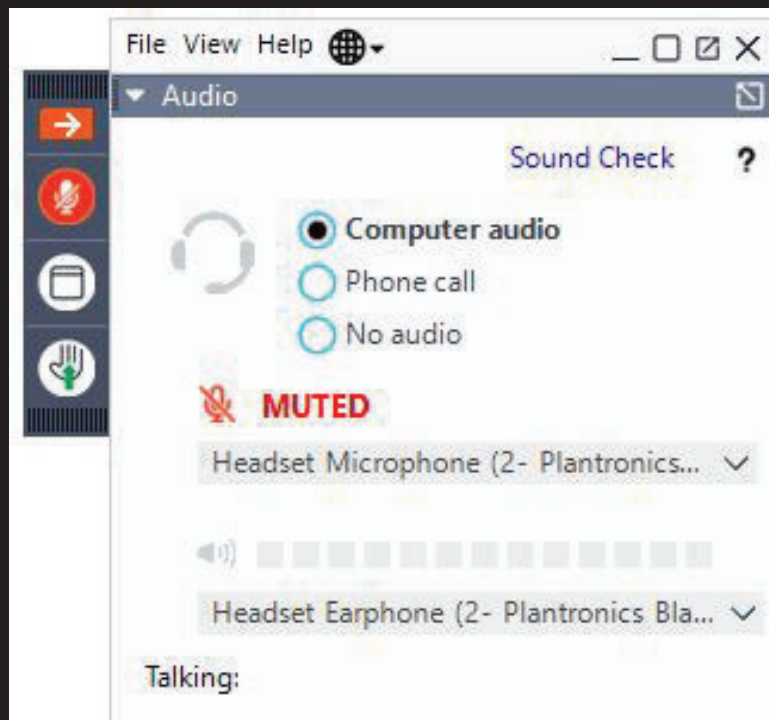 File View Help
Audio
Sound Check ?
Computer audio
Phone call
No audio
MUTED
Headset Microphone (2- Plantronics...
Headset Earphone (2- Plantronics Bla...
Talking: